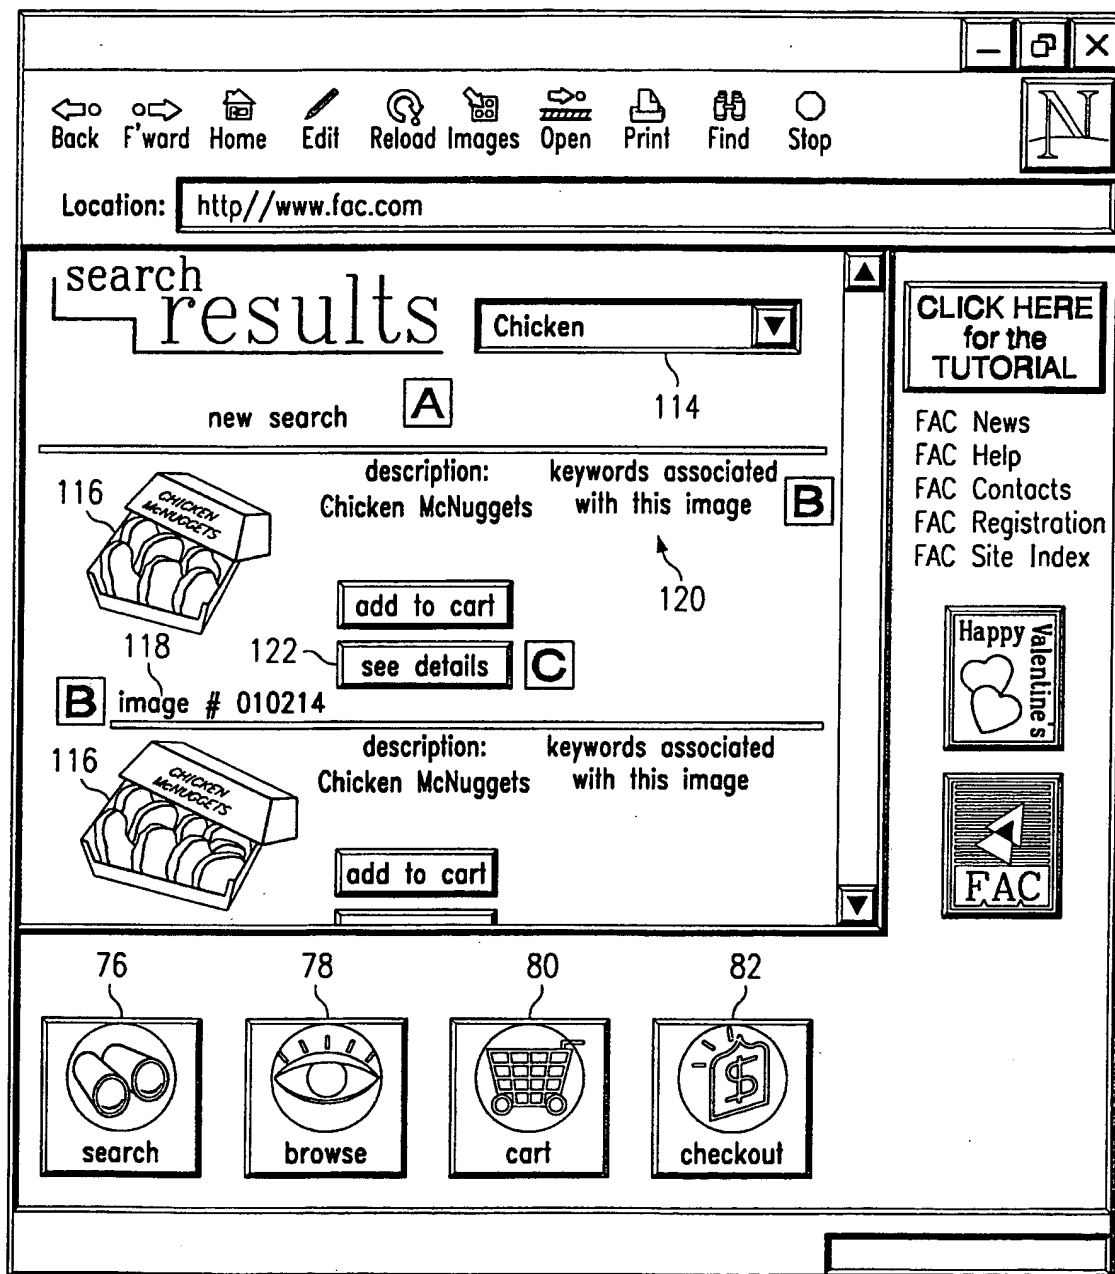 Back F'ward Home Edit Reload Images Open Print Find Stop
N
Location: http//www.fac.com
search
results
Chicken
114
new search A
CLICK HERE
for the
TUTORIAL
FAC News
FAC Help
FAC Contacts
FAC Registration
FAC Site Index
116
CHICKEN
McNUGGETS
description:
Chicken McNuggets
keywords associated
with this image
B
120
add to cart
118
122
see details C
B image # 010214
Happy
Valentine's
116
CHICKEN
McNUGGETS
description:
Chicken McNuggets
keywords associated
with this image
add to cart
FAC
76 78 80 82
$
search browse cart checkout